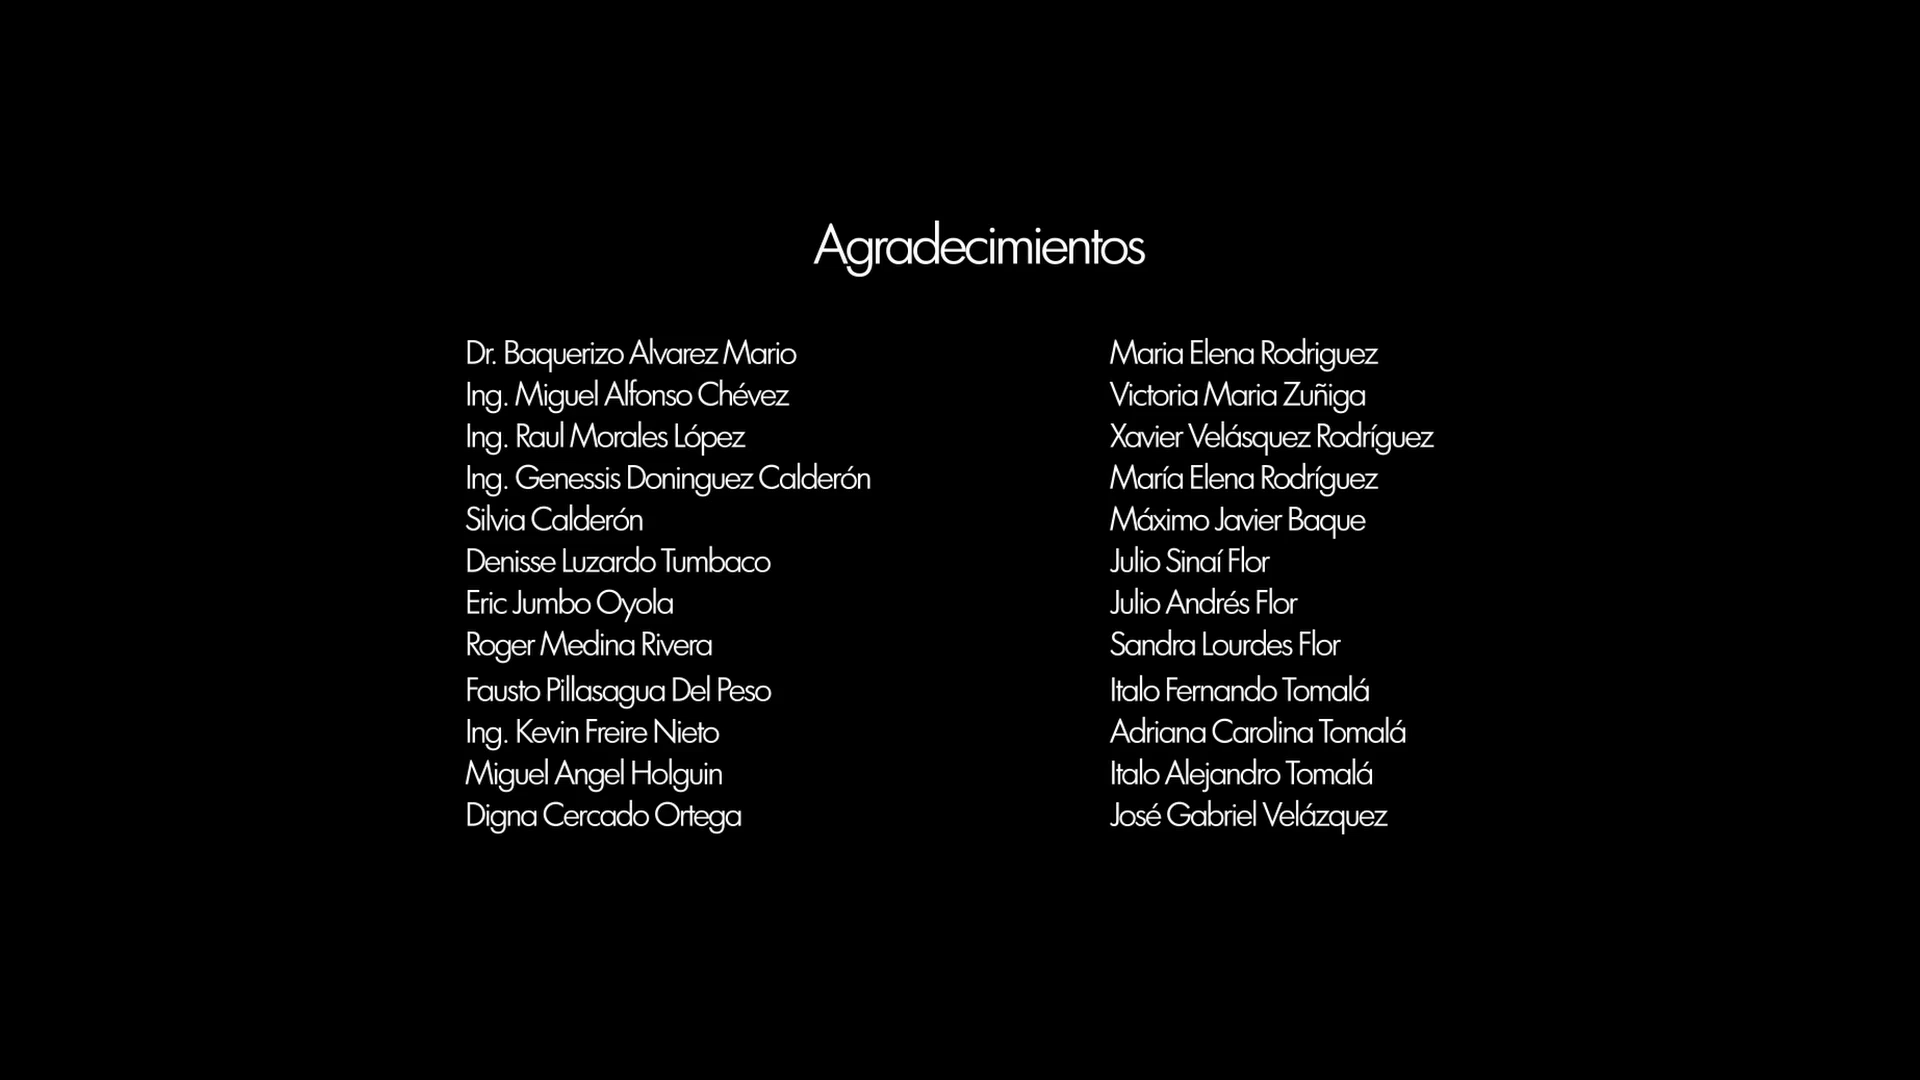 Agradecimientos
Dr. Baquerizo Alvarez Mario
Ing. Miguel Alfonso Chévez
Ing. Raul Morales López
Ing. Genessis Doninguez Calderón
Silvia Calderón
Denisse Luzardo Tumbaco
Eric Jumbo Oyola
Roger Medina Rivera
Fausto Pillasagua Del Peso
Ing. Kevin Freire Nieto
Miguel Angel Holguin
Digna Cercado Ortega
Maria Elena Rodriguez
Victoria Maria Zuñiga
Xavier Velásquez Rodríguez
María Elena Rodríguez
Máximo Javier Baque
Julio Sinaí Flor
Julio Andrés Flor
Sandra Lourdes Flor
Italo Fernando Tomalá
Adriana Carolina Tomalá
Italo Alejandro Tomalá
José Gabriel Velázquez